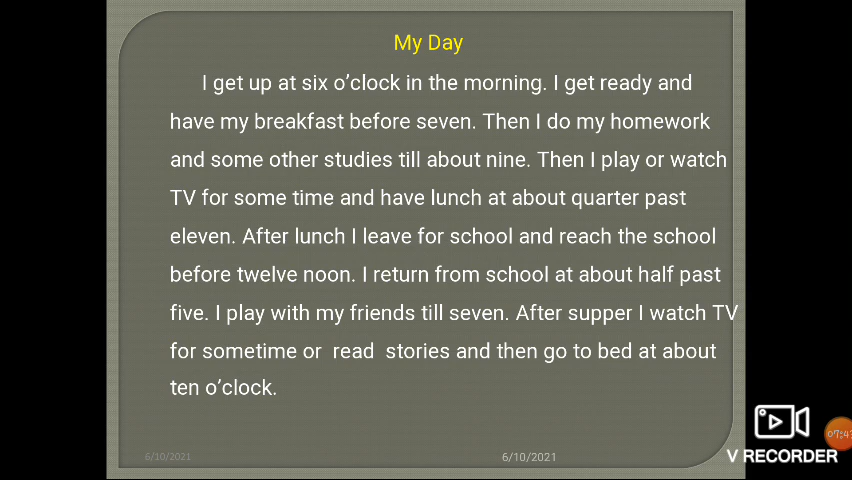 My Day
I get up at six o’clock in the morning. I get ready and
have my breakfast before seven. Then I do my homework
and some other studies till about nine. Then I play or watch
TV for some time and have lunch at about quarter past
eleven. After lunch I leave for school and reach the school
before twelve noon. I return from school at about half past
five. I play with my friends till seven. After supper I watch TV
for sometime or read stories and then go to bed at about
ten o’clock.
6/10/2021
6/10/2021
V RECORDER